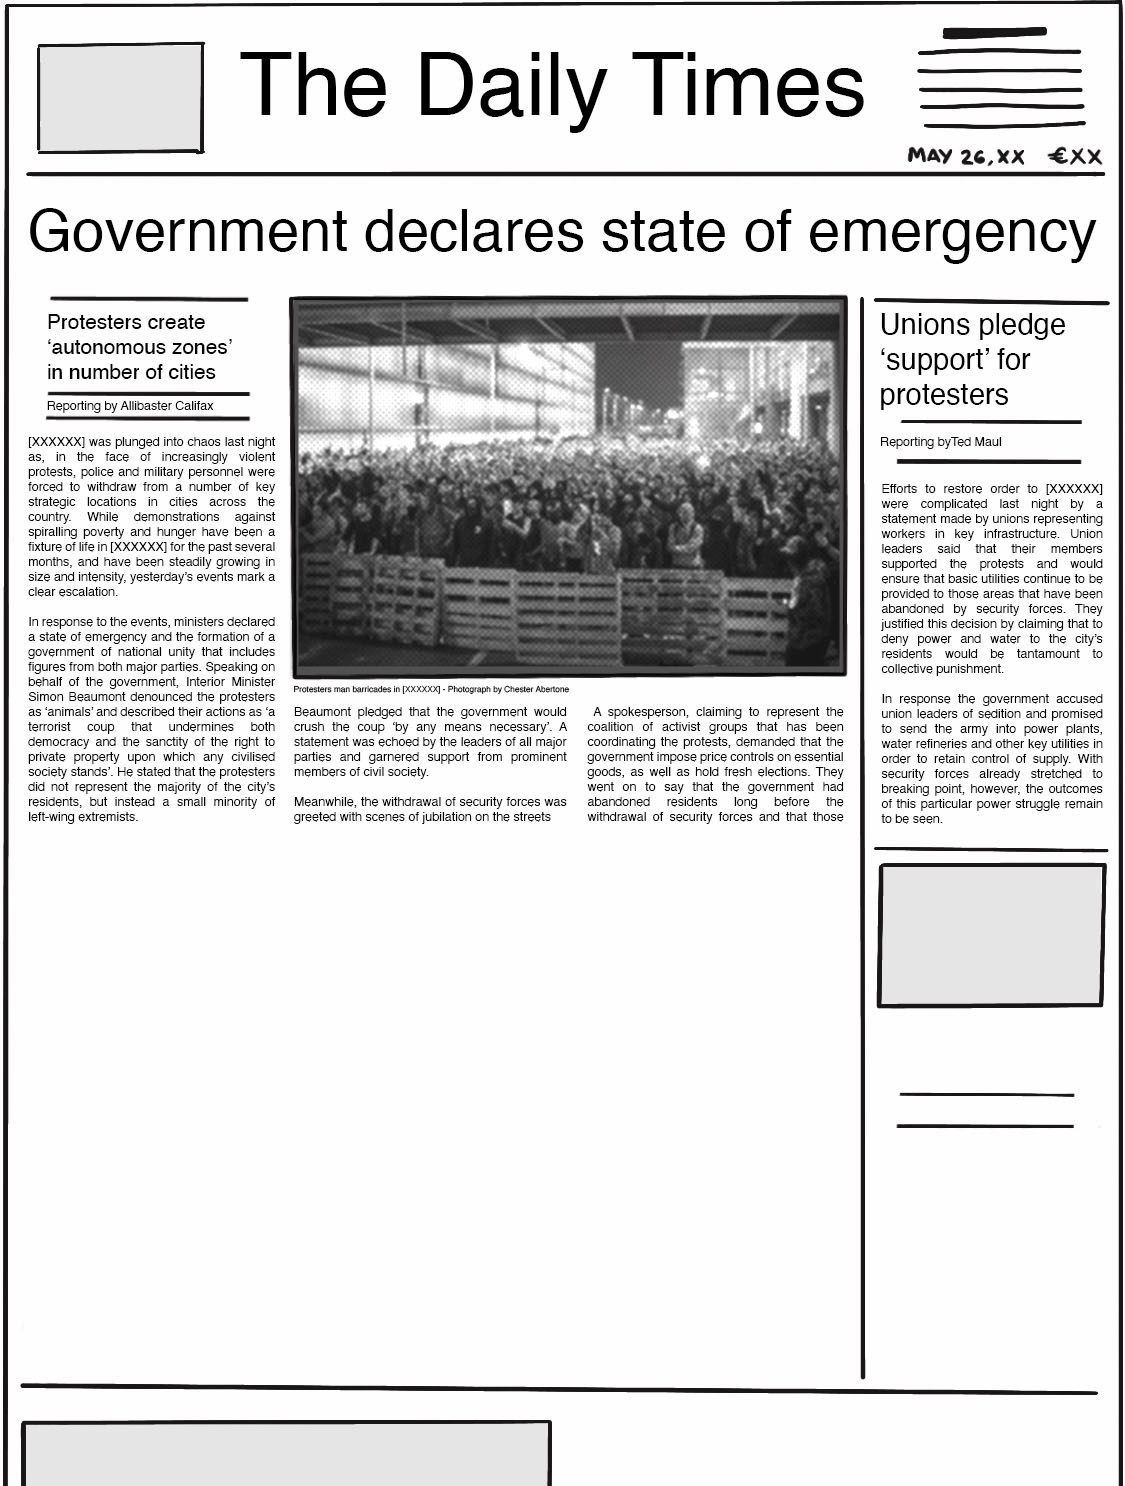 The Daily Times
MAY 26, XX €XX
Government declares state of emergency
Protesters create
‘autonomous zones’
in number of cities
Reporting by Allibaster Califax
[XXXXXX] was plunged into chaos last night
as, in the face of increasingly violent
protests, police and military personnel were
forced to withdraw from a number of key
strategic locations in cities across the
country. While demonstrations against
spiralling poverty and hunger have been a
fixture of life in [XXXXXX] for the past several
months, and have been steadily growing in
size and intensity, yesterday’s events mark a
clear escalation.
In response to the events, ministers declared
a state of emergency and the formation of a
government of national unity that includes
figures from both major parties. Speaking on
behalf of the government, Interior Minister
Simon Beaumont denounced the protesters
as ‘animals’ and described their actions as ‘a
terrorist coup that undermines both
democracy and the sanctity of the right to
private property upon which any civilised
society stands’. He stated that the protesters
did not represent the majority of the city’s
residents, but instead a small minority of
left-wing extremists.
Protesters man barricades in [XXXXXX] - Photograph by Chester Abertone
Beaumont pledged that the government would
crush the coup ‘by any means necessary’. A
statement was echoed by the leaders of all major
parties and garnered support from prominent
members of civil society.
Meanwhile, the withdrawal of security forces was
greeted with scenes of jubilation on the streets
A spokesperson, claiming to represent the
coalition of activist groups that has been
coordinating the protests, demanded that the
government impose price controls on essential
goods, as well as hold fresh elections. They
went on to say that the government had
abandoned residents long before the
withdrawal of security forces and that those
Unions pledge
‘support’ for
protesters
Reporting byTed Maul
Efforts to restore order to [XXXXXX]
were complicated last night by a
statement made by unions representing
workers in key infrastructure. Union
leaders said that their members
supported the protests and would
ensure that basic utilities continue to be
provided to those areas that have been
abandoned by security forces. They
justified this decision by claiming that to
deny power and water to the city’s
residents would be tantamount to
collective punishment.
In response the government accused
union leaders of sedition and promised
to send the army into power plants,
water refineries and other key utilities in
order to retain control of supply. With
security forces already stretched to
breaking point, however, the outcomes
of this particular power struggle remain
to be seen.